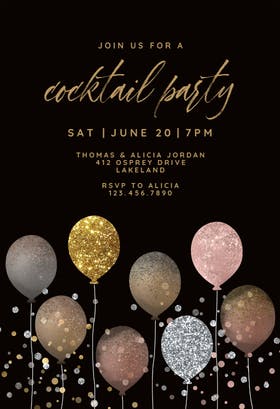 JOIN US FOR A
cocktail party
SAT | JUNE 20 | 7PM
THOMAS & ALICIA JORDAN
412 OSPREY DRIVE
LAKELAND
RSVP TO ALICIA
123.456.7890